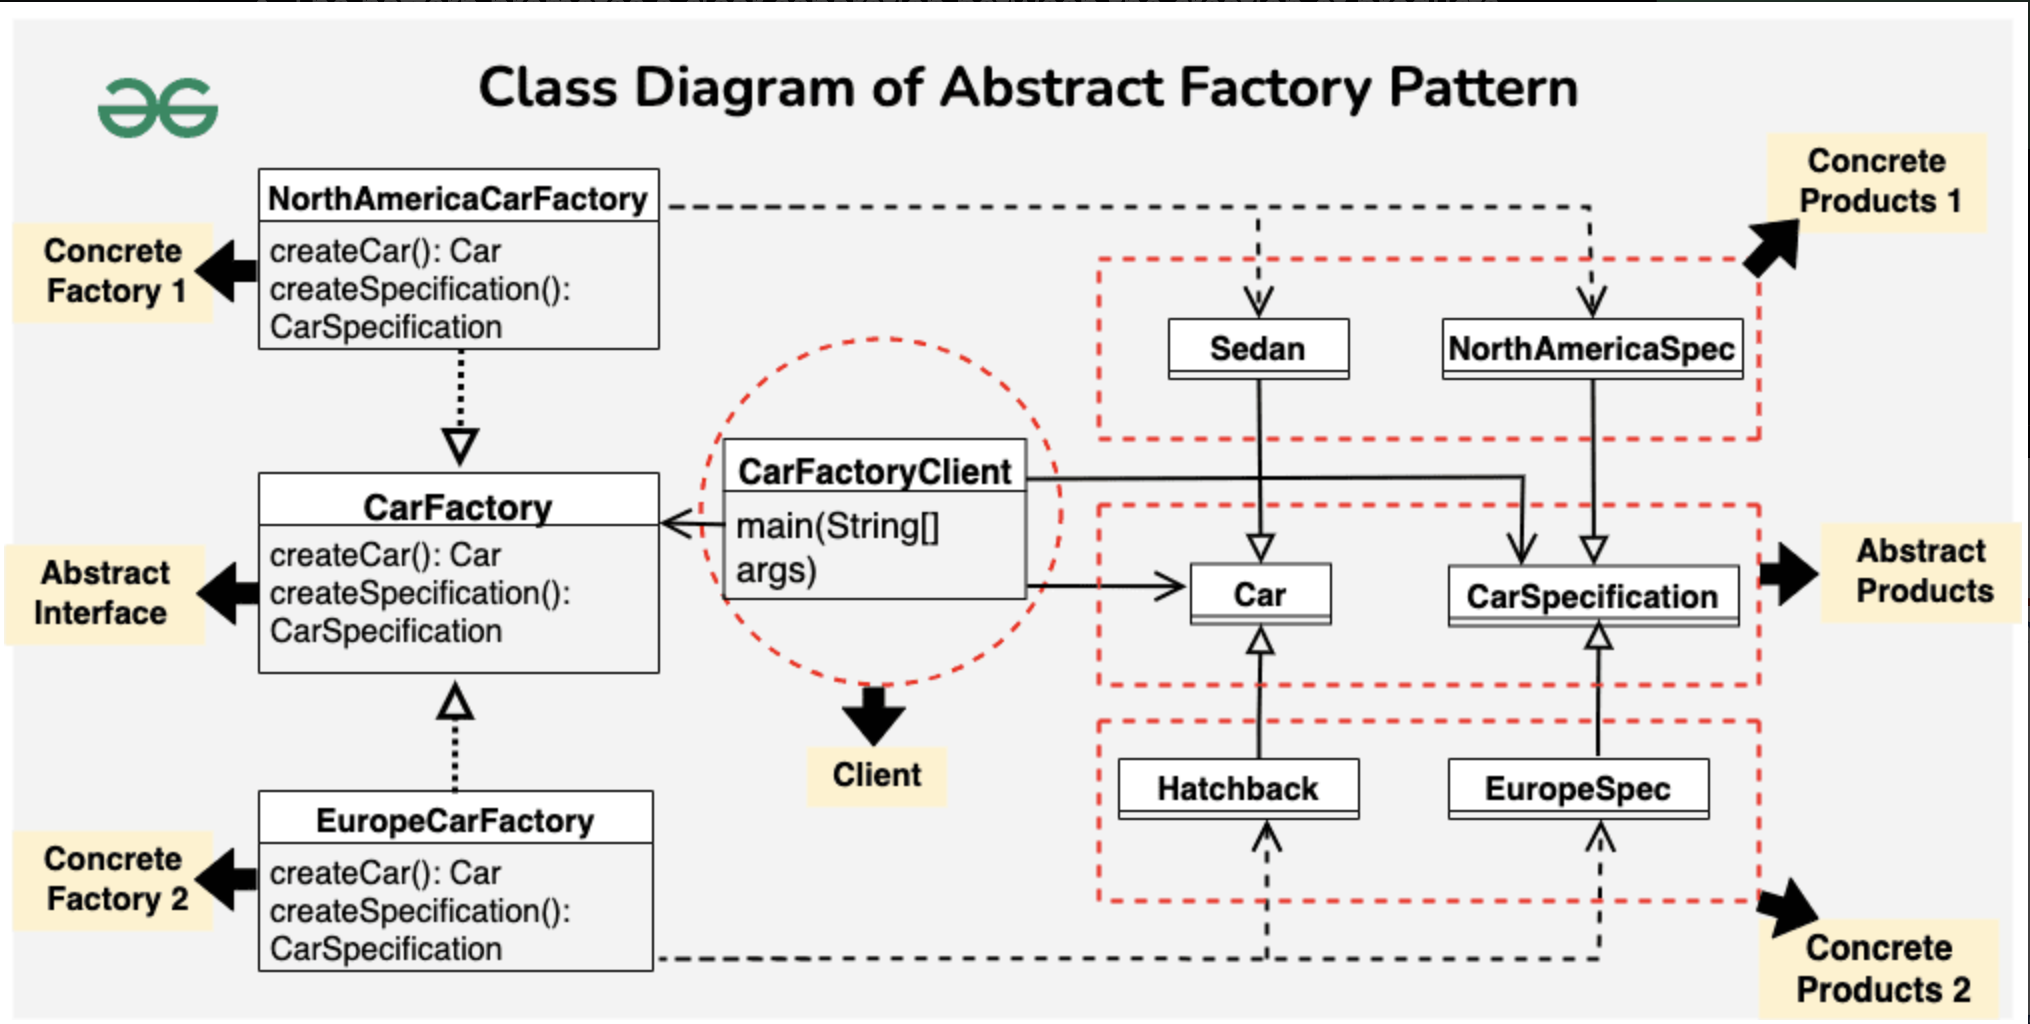 Class Diagram of Abstract Factory Pattern
Concrete
Products 1
NorthAmericaCarFactory
createCar(): Car
createSpecification():
CarSpecification
Concrete
Factory 1
Sedan
NorthAmericaSpec
CarFactoryClient
main(String[]
args)
CarFactory
createCar(): Car
createSpecification():
CarSpecification
Abstract
Interface
Car
CarSpecification
Abstract
Products
Client
Hatchback
EuropeSpec
EuropeCarFactory
createCar(): Car
createSpecification():
CarSpecification
Concrete
Factory 2
Concrete
Products 2